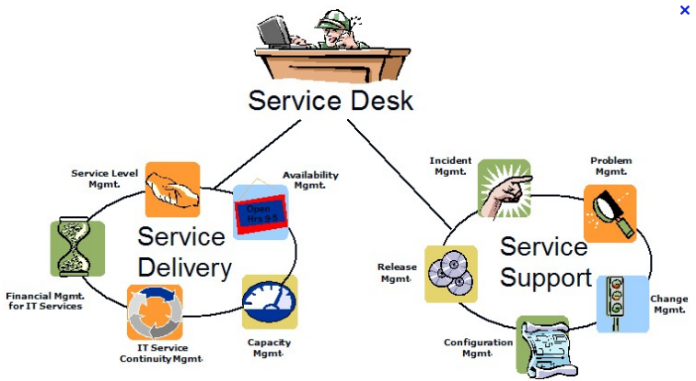 Service Desk
Service Level
Mgmt.
Availability
Mgmt.
Open
Hrs 9-5
Service
Delivery
Financial Mgmt.
for IT Services
IT Service
Continuity Mgmt.
Capacity
Mgmt.
Incident
Mgmt.
Problem
Mgmt.
Service
Support
Release
Mgmt.
Change
Mgmt.
Configuration
Mgmt.